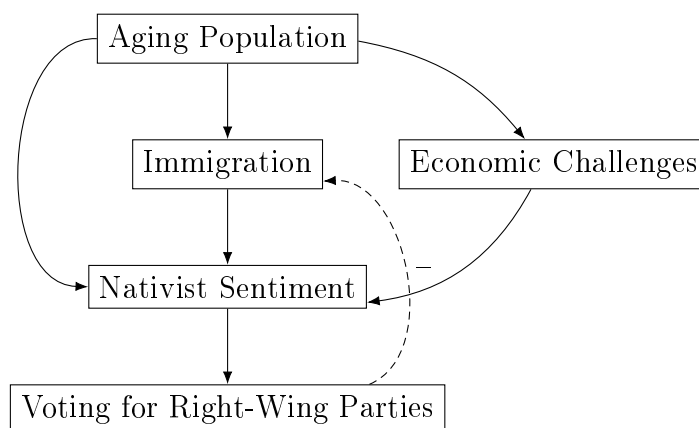 Aging Population
Immigration
Economic Challenges
−
Nativist Sentiment
Voting for Right-Wing Parties